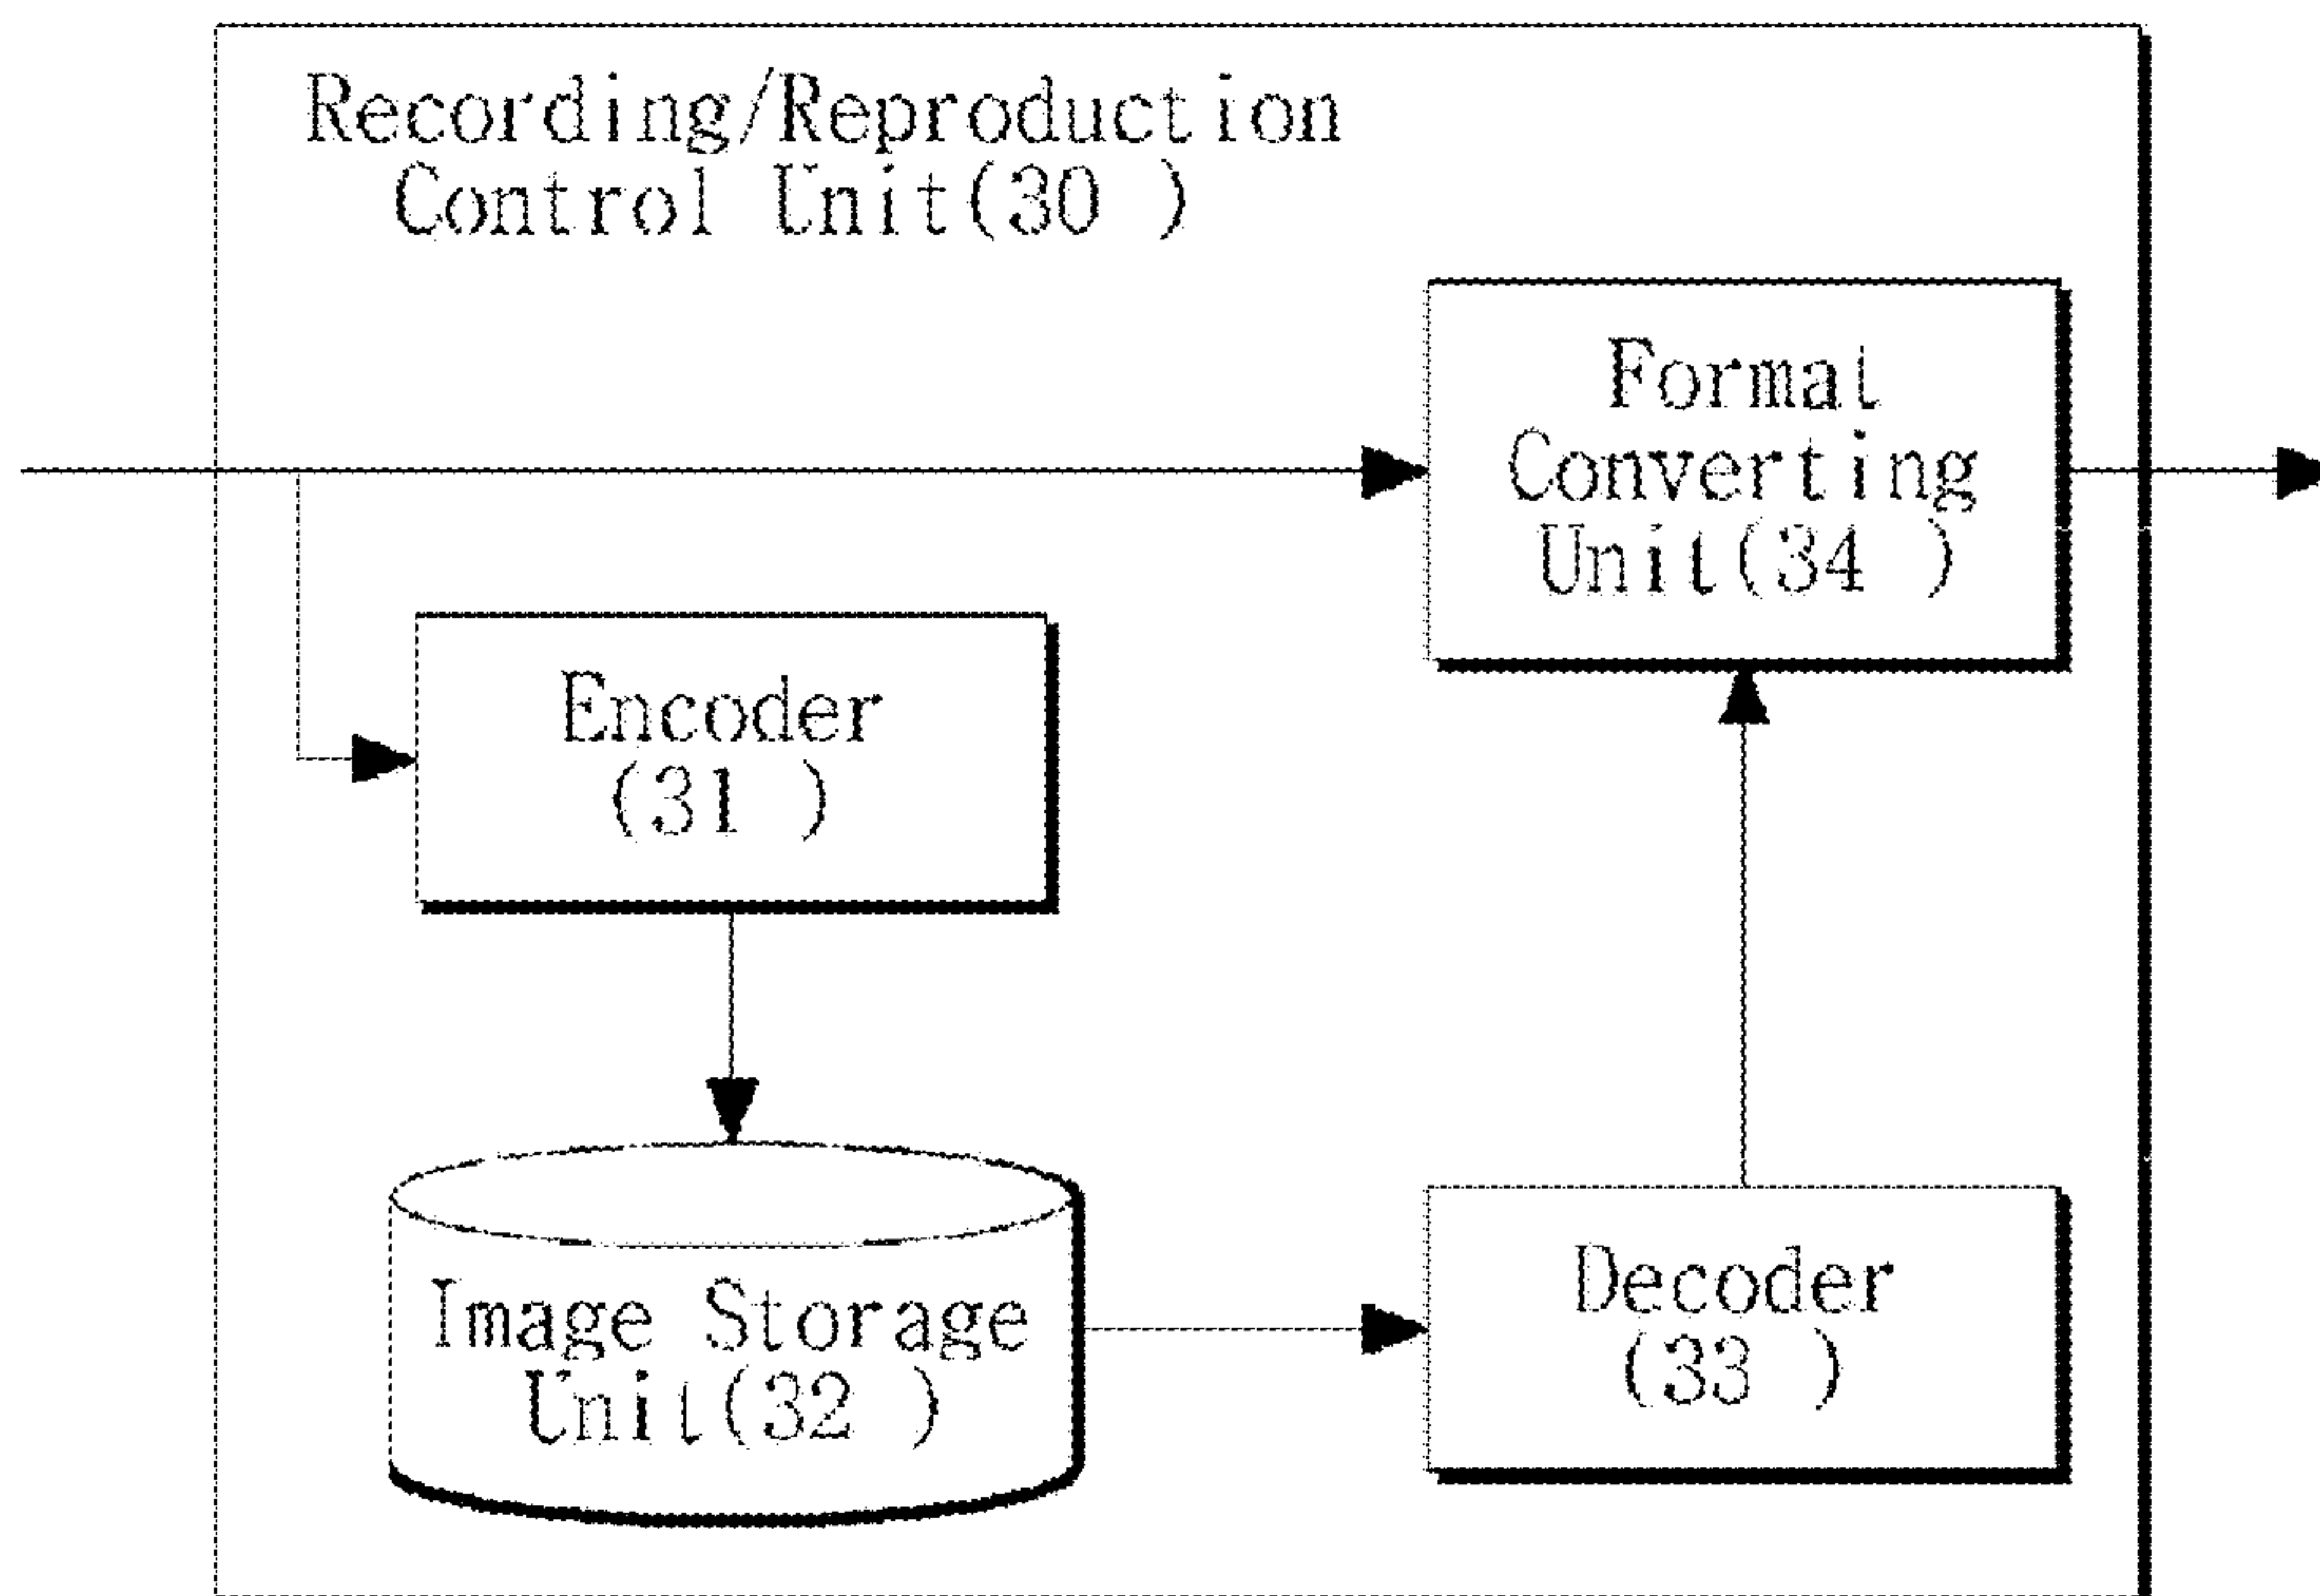 Recording/Reproduction
Control Unit(30 )
Format
Converting
Unit(34 )
Encoder
(31 )
Image Storage
Unit(32 )
Decoder
(33 )